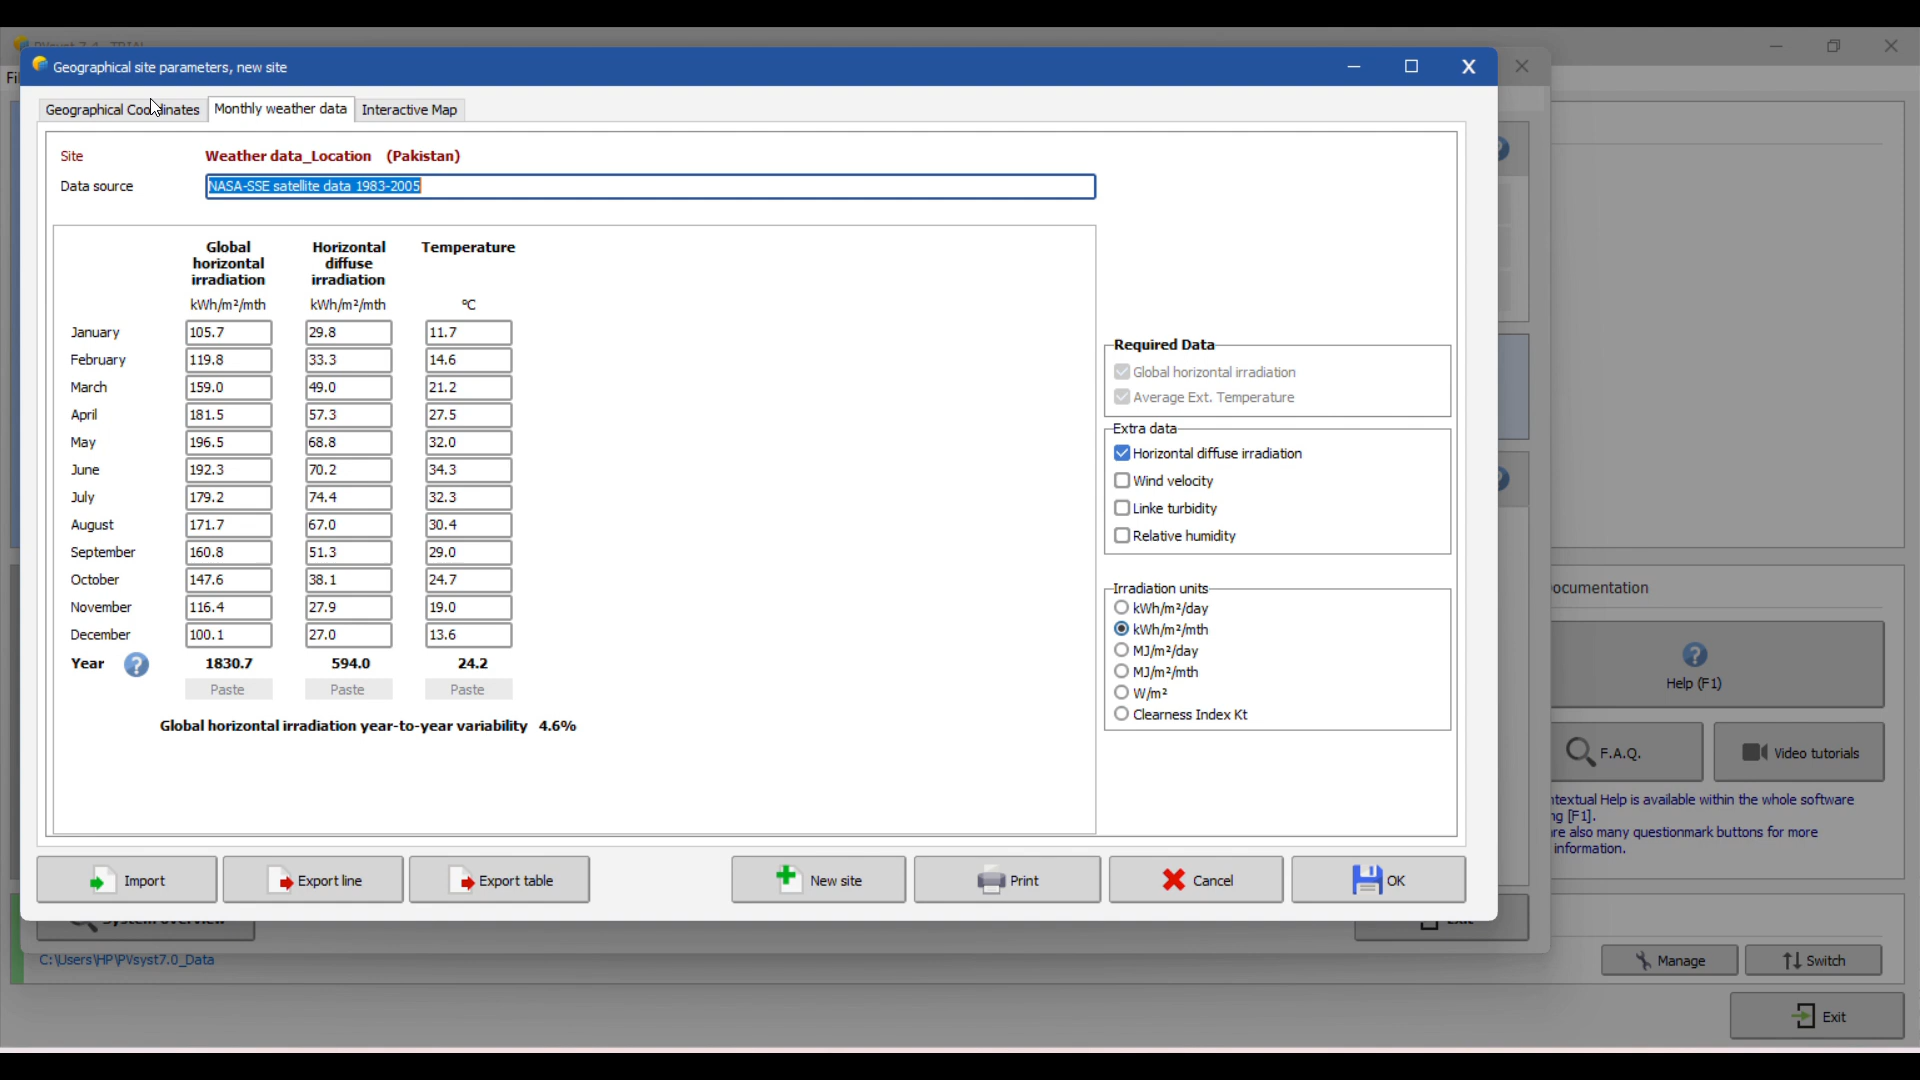 PVsyst 7.4 - TRIAL
Geographical site parameters, new site
Geographical Coordinates
Monthly weather data
Interactive Map
Site
Weather data_Location (Pakistan)
Data source
NASA-SSE satellite data 1983-2005
Global horizontal irradiation
Horizontal diffuse irradiation
Temperature
kWh/m²/mth kWh/m²/mth ºC
January 105.7 29.8 11.7
February 119.8 33.3 14.6
March 159.0 49.0 21.2
April 181.5 57.3 27.5
May 196.5 68.8 32.0
June 192.3 70.2 34.3
July 179.2 74.4 32.3
August 171.7 67.0 30.4
September 160.8 51.3 29.0
October 147.6 38.1 24.7
November 116.4 27.9 19.0
December 100.1 27.0 13.6
Year ? 1830.7 594.0 24.2
Paste Paste Paste
Global horizontal irradiation year-to-year variability 4.6%
Required Data
Global horizontal irradiation
Average Ext. Temperature
Extra data
Horizontal diffuse irradiation
Wind velocity
Linke turbidity
Relative humidity
Irradiation units
kWh/m²/day
kWh/m²/mth
MJ/m²/day
MJ/m²/mth
W/m²
Clearness Index Kt
Import
Export line
Export table
New site
Print
Cancel
OK
ocumentation
Help (F1)
F.A.Q.
Video tutorials
ntextual Help is available within the whole software
ng [F1].
re also many questionmark buttons for more
information.
System overview
Exit
C:\Users\HP\PVsyst7.0_Data
Manage
Switch
Exit